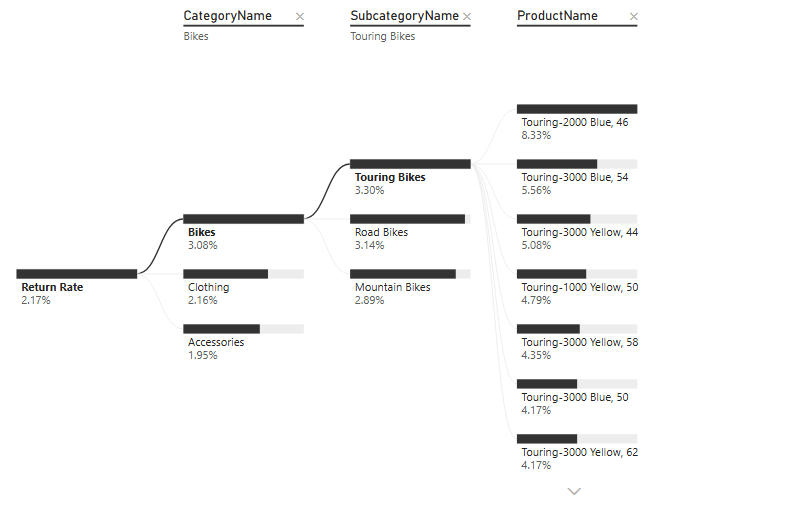 CategoryName
SubcategoryName
ProductName
Bikes
Touring Bikes
Return Rate
2.17%
Bikes
3.08%
Clothing
2.16%
Accessories
1.95%
Touring Bikes
3.30%
Road Bikes
3.14%
Mountain Bikes
2.89%
Touring-2000 Blue, 46
8.33%
Touring-3000 Blue, 54
5.56%
Touring-3000 Yellow, 44
5.08%
Touring-1000 Yellow, 50
4.79%
Touring-3000 Yellow, 58
4.35%
Touring-3000 Blue, 50
4.17%
Touring-3000 Yellow, 62
4.17%